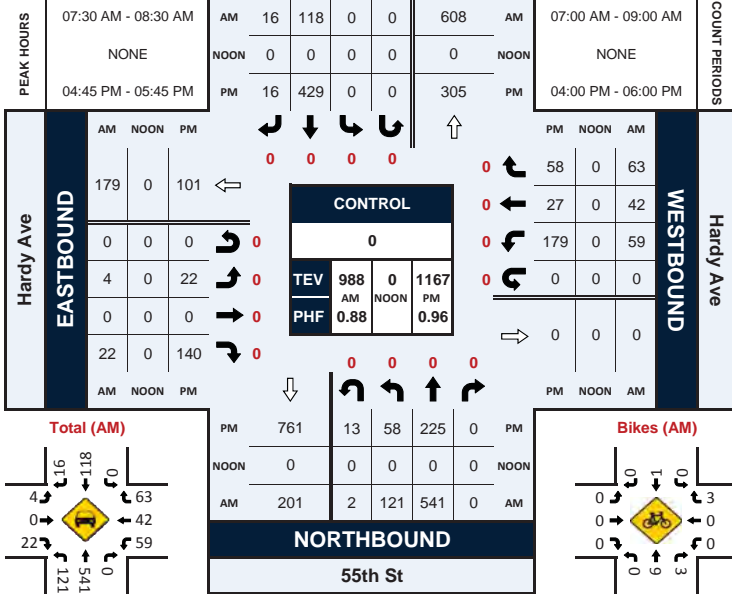 PEAK HOURS
07:30 AM - 08:30 AM
NONE
04:45 PM - 05:45 PM
AM 16 118 0 0 608 AM
NOON 0 0 0 0 0 NOON
PM 16 429 0 0 305 PM
07:00 AM - 09:00 AM
NONE
04:00 PM - 06:00 PM
COUNT PERIODS
0 0 0 0
Hardy Ave
EASTBOUND
AM NOON PM
179 0 101
0 0 0 0
4 0 22 0
0 0 0 0
22 0 140 0
AM NOON PM
CONTROL
0
TEV 988 0 1167
AM NOON PM
PHF 0.88 0.96
PM NOON AM
0 58 0 63
0 27 0 42
0 179 0 59
0 0 0 0
0 0 0
PM NOON AM
WESTBOUND
Hardy Ave
0 0 0 0
PM 761 13 58 225 0 PM
NOON 0 0 0 0 0 NOON
AM 201 2 121 541 0 AM
NORTHBOUND
55th St
Total (AM)
16 118 0
4 63
0 42
22 59
121 541 0
Bikes (AM)
0 1 0
0 3
0 0
0 0
0 9 3